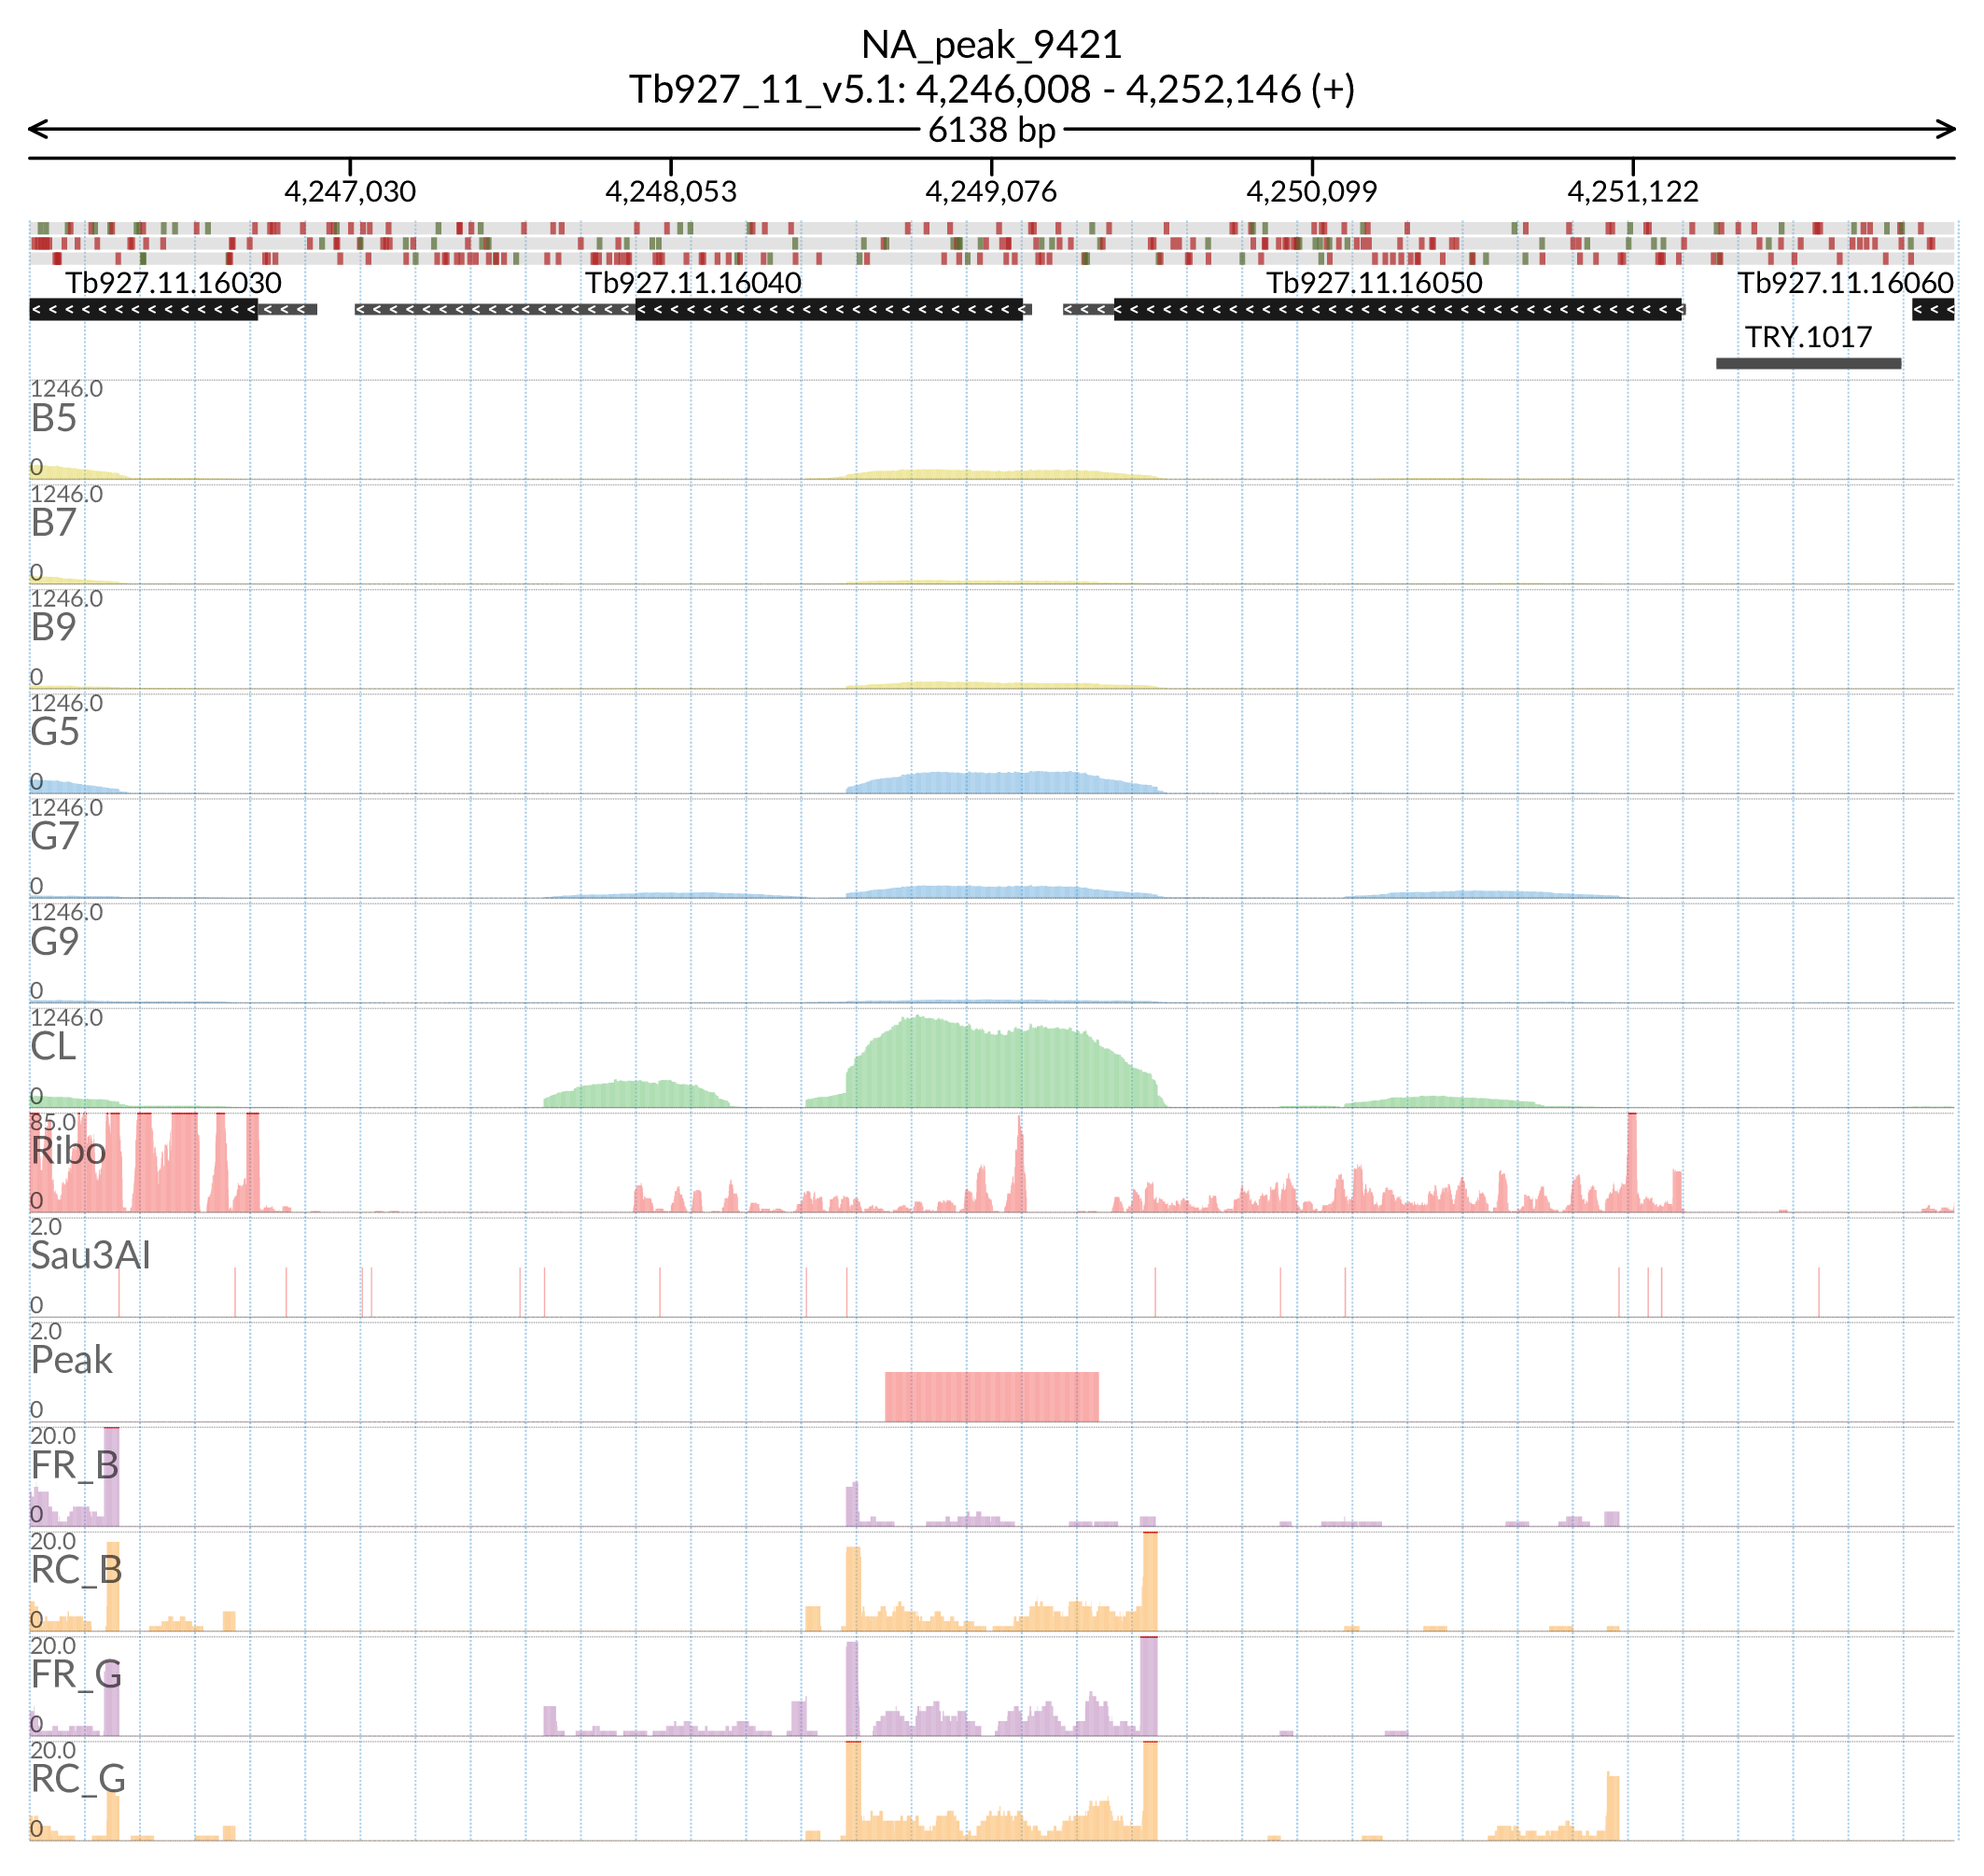 NA_peak_9421
Tb927_11_v5.1: 4,246,008 - 4,252,146 (+)
6138 bp
4,247,030 4,248,053 4,249,076 4,250,099 4,251,122
Tb927.11.16030 Tb927.11.16040 Tb927.11.16050 Tb927.11.16060
TRY.1017
1246.0
B5
0
1246.0
B7
0
1246.0
B9
0
1246.0
G5
0
1246.0
G7
0
1246.0
G9
0
1246.0
CL
0
85.0
Ribo
0
2.0
Sau3AI
0
2.0
Peak
0
20.0
FR_B
0
20.0
RC_B
0
20.0
FR_G
0
20.0
RC_G
0